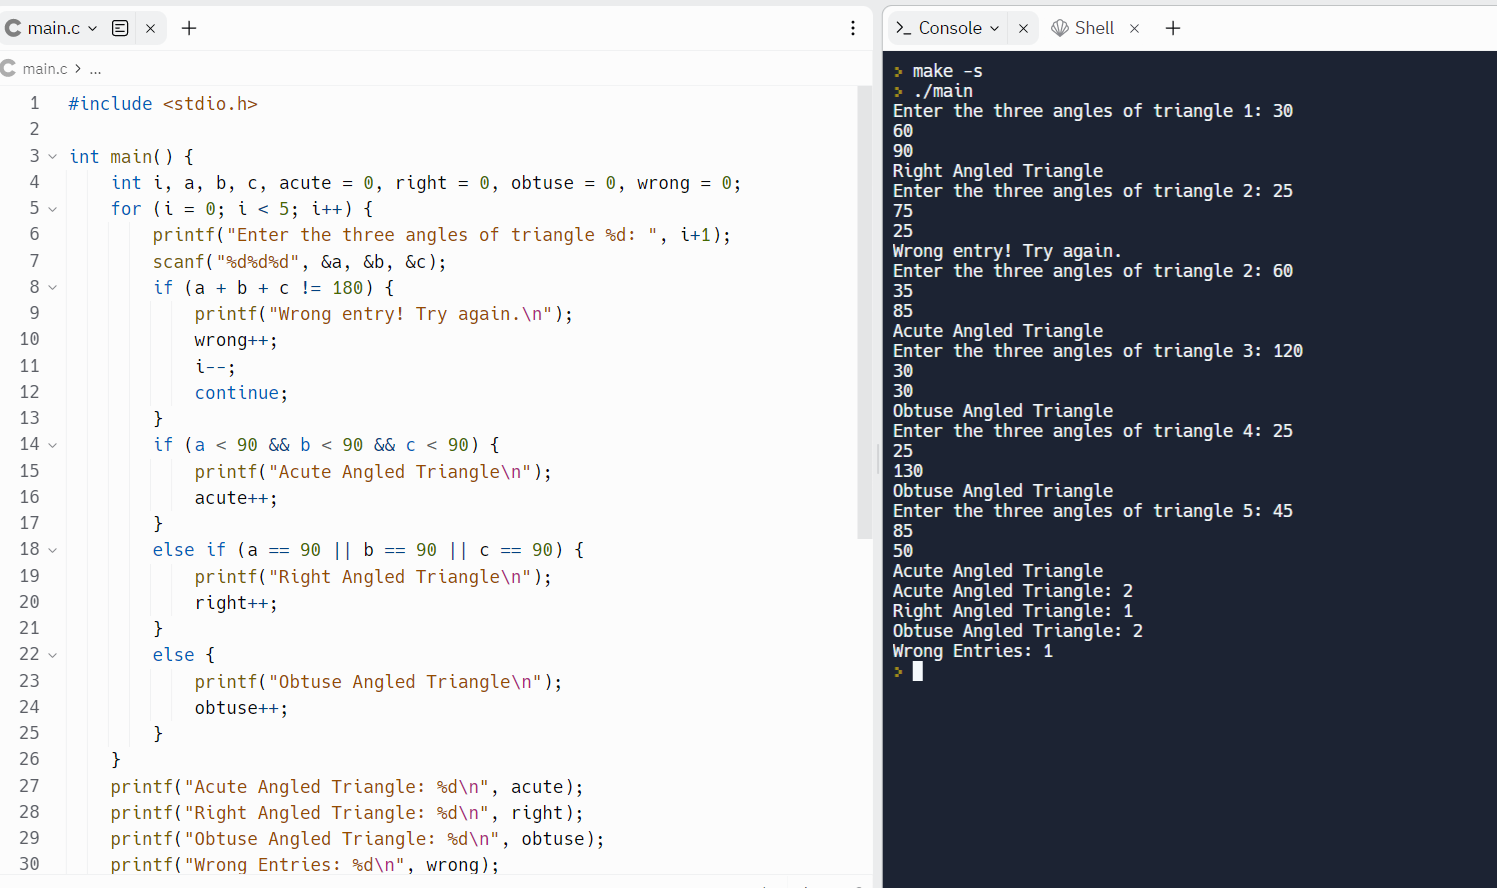 main.c
main.c > ...
1 #include <stdio.h>
2
3 int main() {
4 int i, a, b, c, acute = 0, right = 0, obtuse = 0, wrong = 0;
5 for (i = 0; i < 5; i++) {
6 printf("Enter the three angles of triangle %d: ", i+1);
7 scanf("%d%d%d", &a, &b, &c);
8 if (a + b + c != 180) {
9 printf("Wrong entry! Try again.\n");
10 wrong++;
11 i--;
12 continue;
13 }
14 if (a < 90 && b < 90 && c < 90) {
15 printf("Acute Angled Triangle\n");
16 acute++;
17 }
18 else if (a == 90 || b == 90 || c == 90) {
19 printf("Right Angled Triangle\n");
20 right++;
21 }
22 else {
23 printf("Obtuse Angled Triangle\n");
24 obtuse++;
25 }
26 }
27 printf("Acute Angled Triangle: %d\n", acute);
28 printf("Right Angled Triangle: %d\n", right);
29 printf("Obtuse Angled Triangle: %d\n", obtuse);
30 printf("Wrong Entries: %d\n", wrong);
Console Shell
> make -s
> ./main
Enter the three angles of triangle 1: 30
60
90
Right Angled Triangle
Enter the three angles of triangle 2: 25
75
25
Wrong entry! Try again.
Enter the three angles of triangle 2: 60
35
85
Acute Angled Triangle
Enter the three angles of triangle 3: 120
30
30
Obtuse Angled Triangle
Enter the three angles of triangle 4: 25
25
130
Obtuse Angled Triangle
Enter the three angles of triangle 5: 45
85
50
Acute Angled Triangle
Acute Angled Triangle: 2
Right Angled Triangle: 1
Obtuse Angled Triangle: 2
Wrong Entries: 1
>